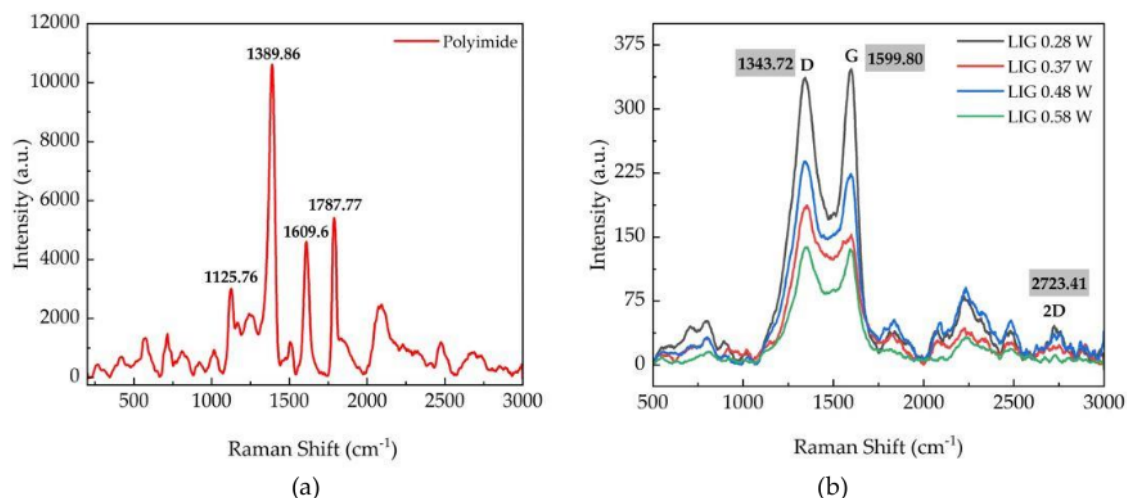 12000
10000
8000
6000
4000
2000
0
Intensity (a.u.)
1389.86
Polyimide
1787.77
1609.6
1125.76
500 1000 1500 2000 2500 3000
Raman Shift (cm⁻¹)
(a)
375
300
225
150
75
0
Intensity (a.u.)
1343.72 D G 1599.80
LIG 0.28 W
LIG 0.37 W
LIG 0.48 W
LIG 0.58 W
2723.41
2D
500 1000 1500 2000 2500 3000
Raman Shift (cm⁻¹)
(b)